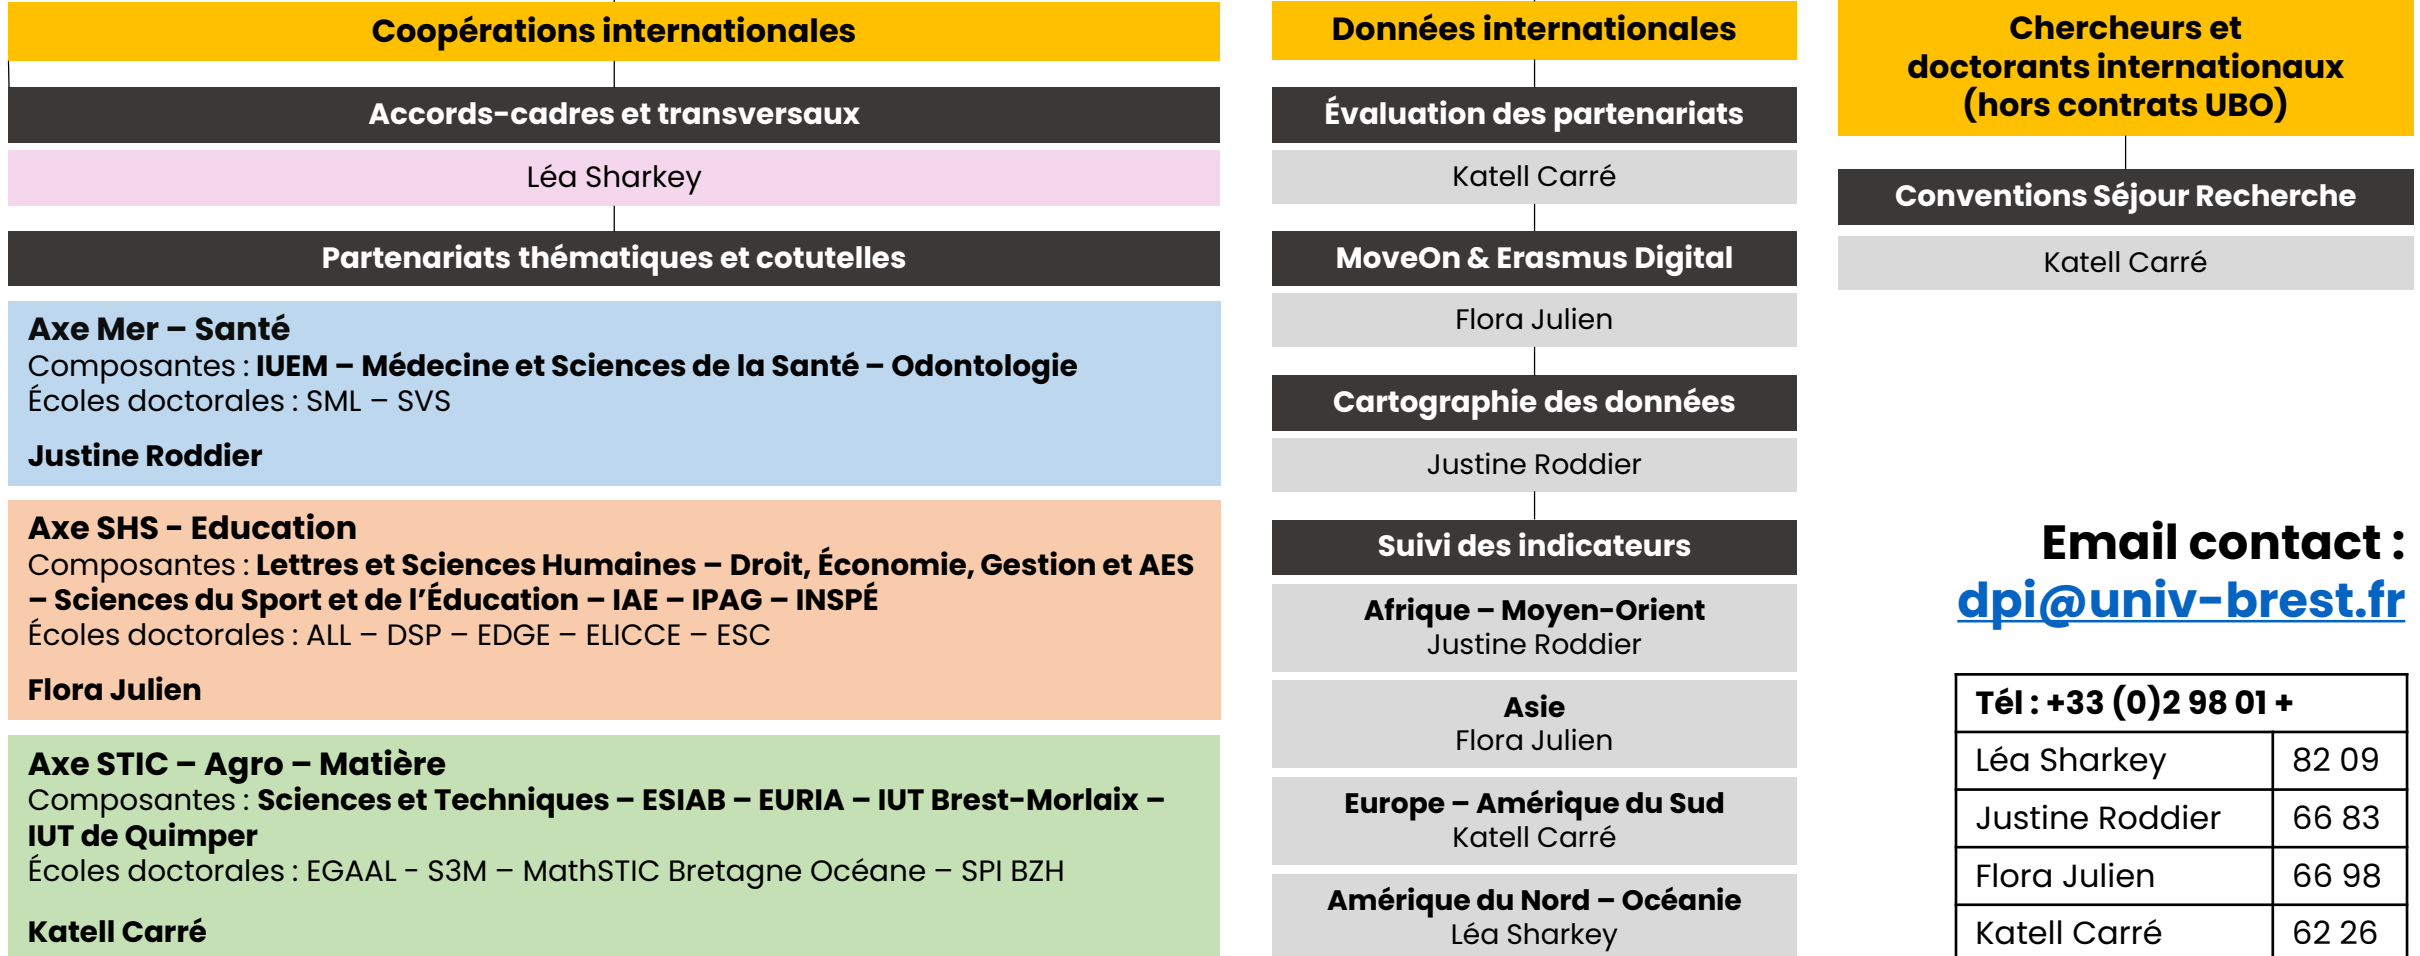 Coopérations internationales
Accords-cadres et transversaux
Léa Sharkey
Partenariats thématiques et cotutelles
Axe Mer – Santé
Composantes : IUEM – Médecine et Sciences de la Santé – Odontologie
Écoles doctorales : SML – SVS
Justine Roddier
Axe SHS - Education
Composantes : Lettres et Sciences Humaines – Droit, Économie, Gestion et AES
– Sciences du Sport et de l’Éducation – IAE – IPAG – INSPÉ
Écoles doctorales : ALL – DSP – EDGE – ELICCE – ESC
Flora Julien
Axe STIC – Agro – Matière
Composantes : Sciences et Techniques – ESIAB – EURIA – IUT Brest-Morlaix –
IUT de Quimper
Écoles doctorales : EGAAL - S3M – MathSTIC Bretagne Océane – SPI BZH
Katell Carré
Données internationales
Évaluation des partenariats
Katell Carré
MoveOn & Erasmus Digital
Flora Julien
Cartographie des données
Justine Roddier
Suivi des indicateurs
Afrique – Moyen-Orient
Justine Roddier
Asie
Flora Julien
Europe – Amérique du Sud
Katell Carré
Amérique du Nord – Océanie
Léa Sharkey
Chercheurs et
doctorants internationaux
(hors contrats UBO)
Conventions Séjour Recherche
Katell Carré
Email contact :
dpi@univ-brest.fr
Tél : +33 (0)2 98 01 +
Léa Sharkey 82 09
Justine Roddier 66 83
Flora Julien 66 98
Katell Carré 62 26